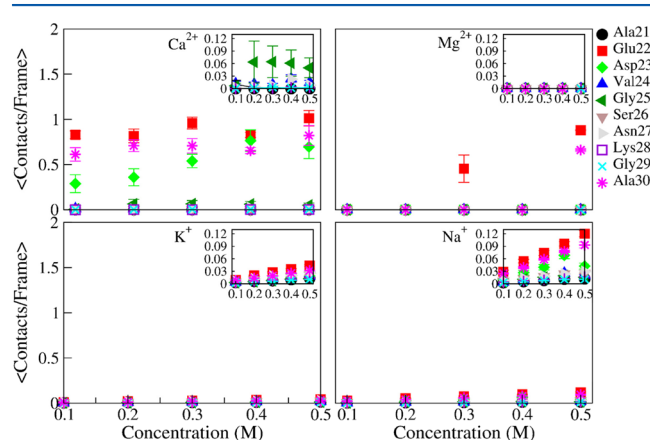 2
1.5
1
0.5
0
<Contacts/Frame>
Ca2+
0.12
0.09
0.06
0.03
0.00
0.1 0.2 0.3 0.4 0.5
Mg2+
0.12
0.09
0.06
0.03
0.00
0.1 0.2 0.3 0.4 0.5
Ala21
Glu22
Asp23
Val24
Gly25
Ser26
Asn27
Lys28
Gly29
Ala30
1.5
1
0.5
0
<Contacts/Frame>
K+
0.12
0.09
0.06
0.03
0.00
0.1 0.2 0.3 0.4 0.5
Na+
0.12
0.09
0.06
0.03
0.00
0.1 0.2 0.3 0.4 0.5
0.1 0.2 0.3 0.4 0.5
0.1 0.2 0.3 0.4 0.5
Concentration (M)
Concentration (M)